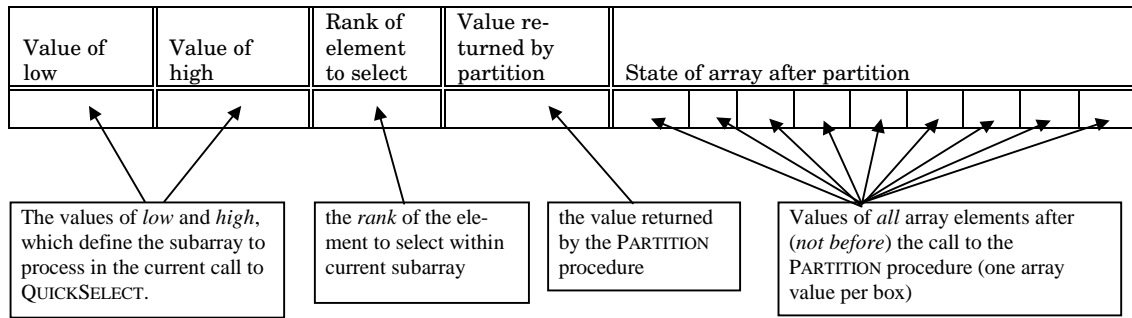 Value of
low
Value of
high
Rank of
element
to select
Value re-
turned by
partition
State of array after partition
The values of low and high,
which define the subarray to
process in the current call to
QUICKSELECT.
the rank of the ele-
ment to select within
current subarray
the value returned
by the PARTITION
procedure
Values of all array elements after
(not before) the call to the
PARTITION procedure (one array
value per box)